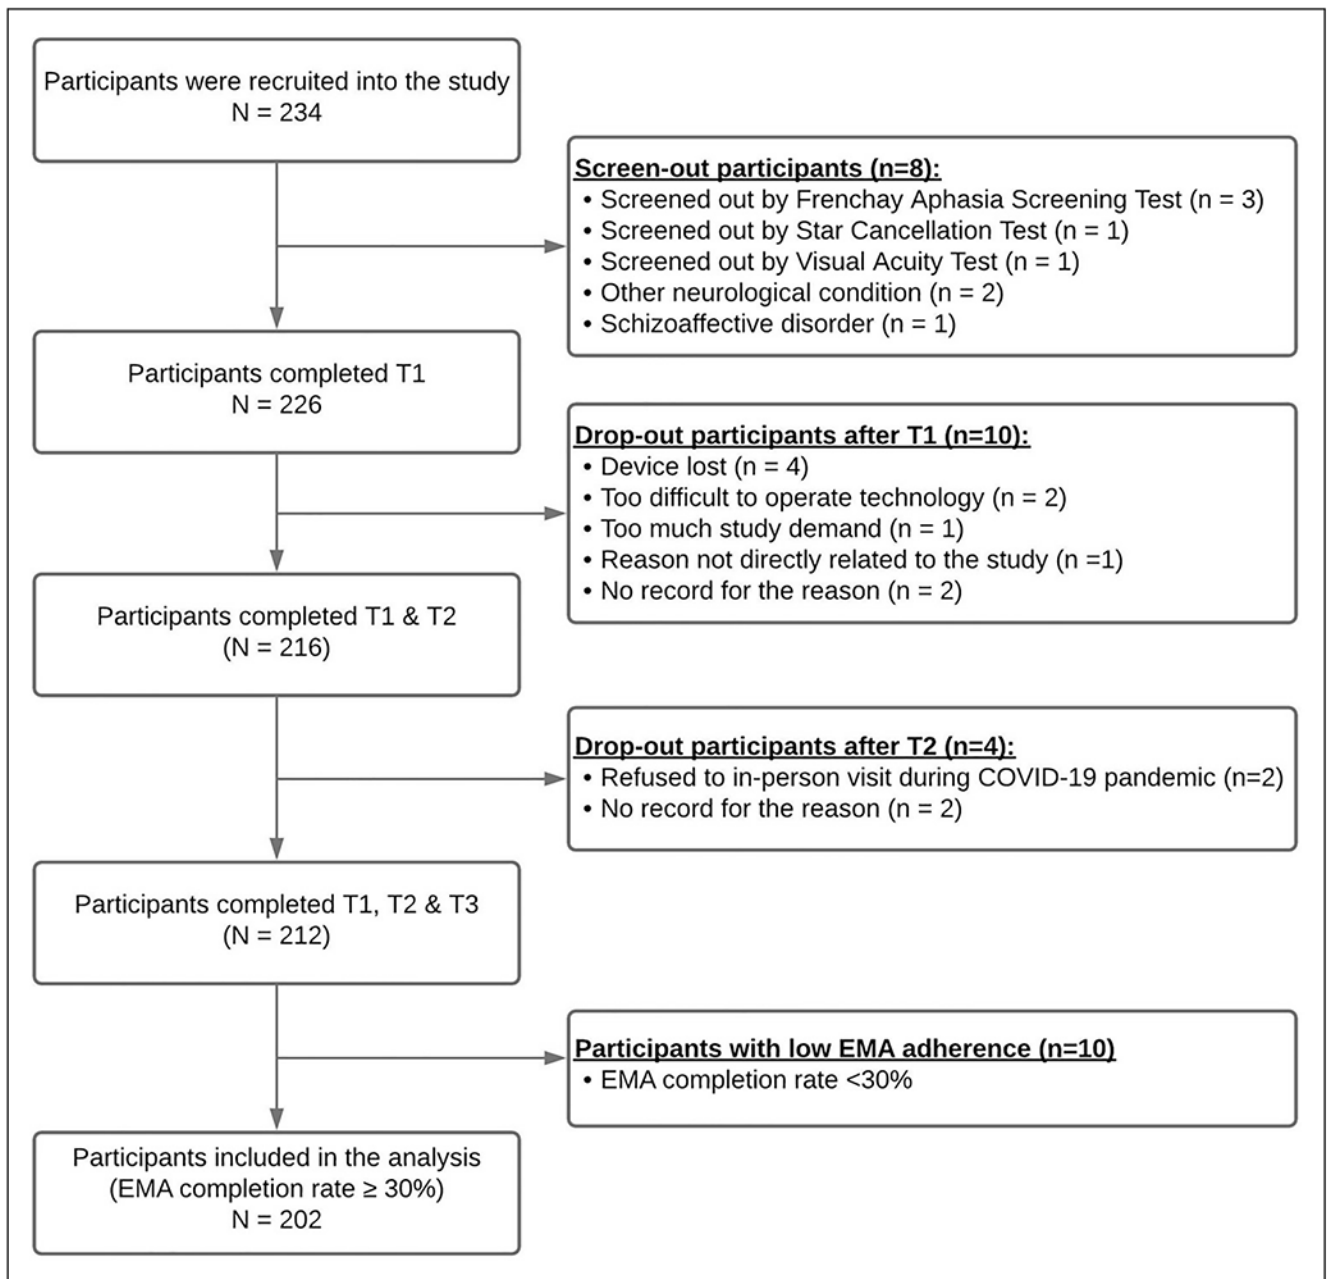 Participants were recruited into the study
N = 234
Screen-out participants (n=8):
• Screened out by Frenchay Aphasia Screening Test (n = 3)
• Screened out by Star Cancellation Test (n = 1)
• Screened out by Visual Acuity Test (n = 1)
• Other neurological condition (n = 2)
• Schizoaffective disorder (n = 1)
Participants completed T1
N = 226
Drop-out participants after T1 (n=10):
• Device lost (n = 4)
• Too difficult to operate technology (n = 2)
• Too much study demand (n = 1)
• Reason not directly related to the study (n =1)
• No record for the reason (n = 2)
Participants completed T1 & T2
(N = 216)
Drop-out participants after T2 (n=4):
• Refused to in-person visit during COVID-19 pandemic (n=2)
• No record for the reason (n = 2)
Participants completed T1, T2 & T3
(N = 212)
Participants with low EMA adherence (n=10)
• EMA completion rate <30%
Participants included in the analysis
(EMA completion rate ≥ 30%)
N = 202